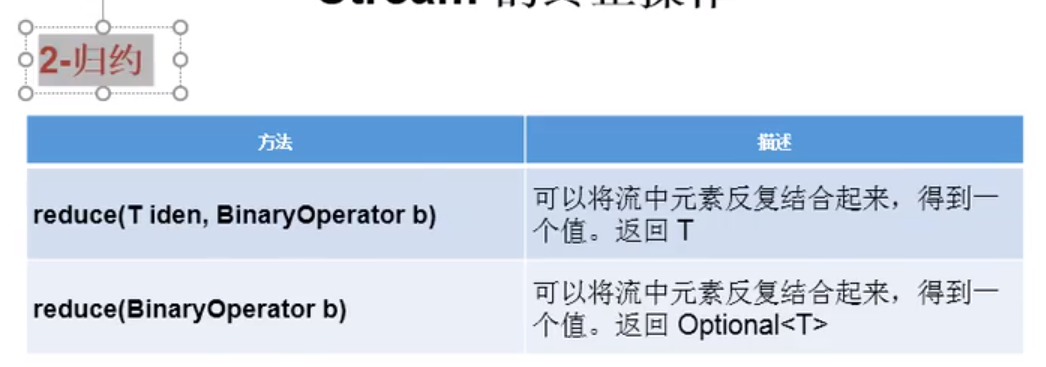 Stream 的终止操作
2-归约
方法
描述
reduce(T iden, BinaryOperator b)
可以将流中元素反复结合起来，得到一
个值。返回 T
reduce(BinaryOperator b)
可以将流中元素反复结合起来，得到一
个值。返回 Optional<T>